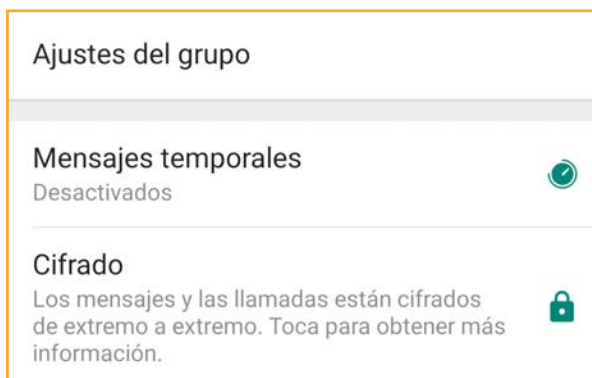 Ajustes del grupo
Mensajes temporales
Desactivados
Cifrado
Los mensajes y las llamadas están cifrados
de extremo a extremo. Toca para obtener más
información.